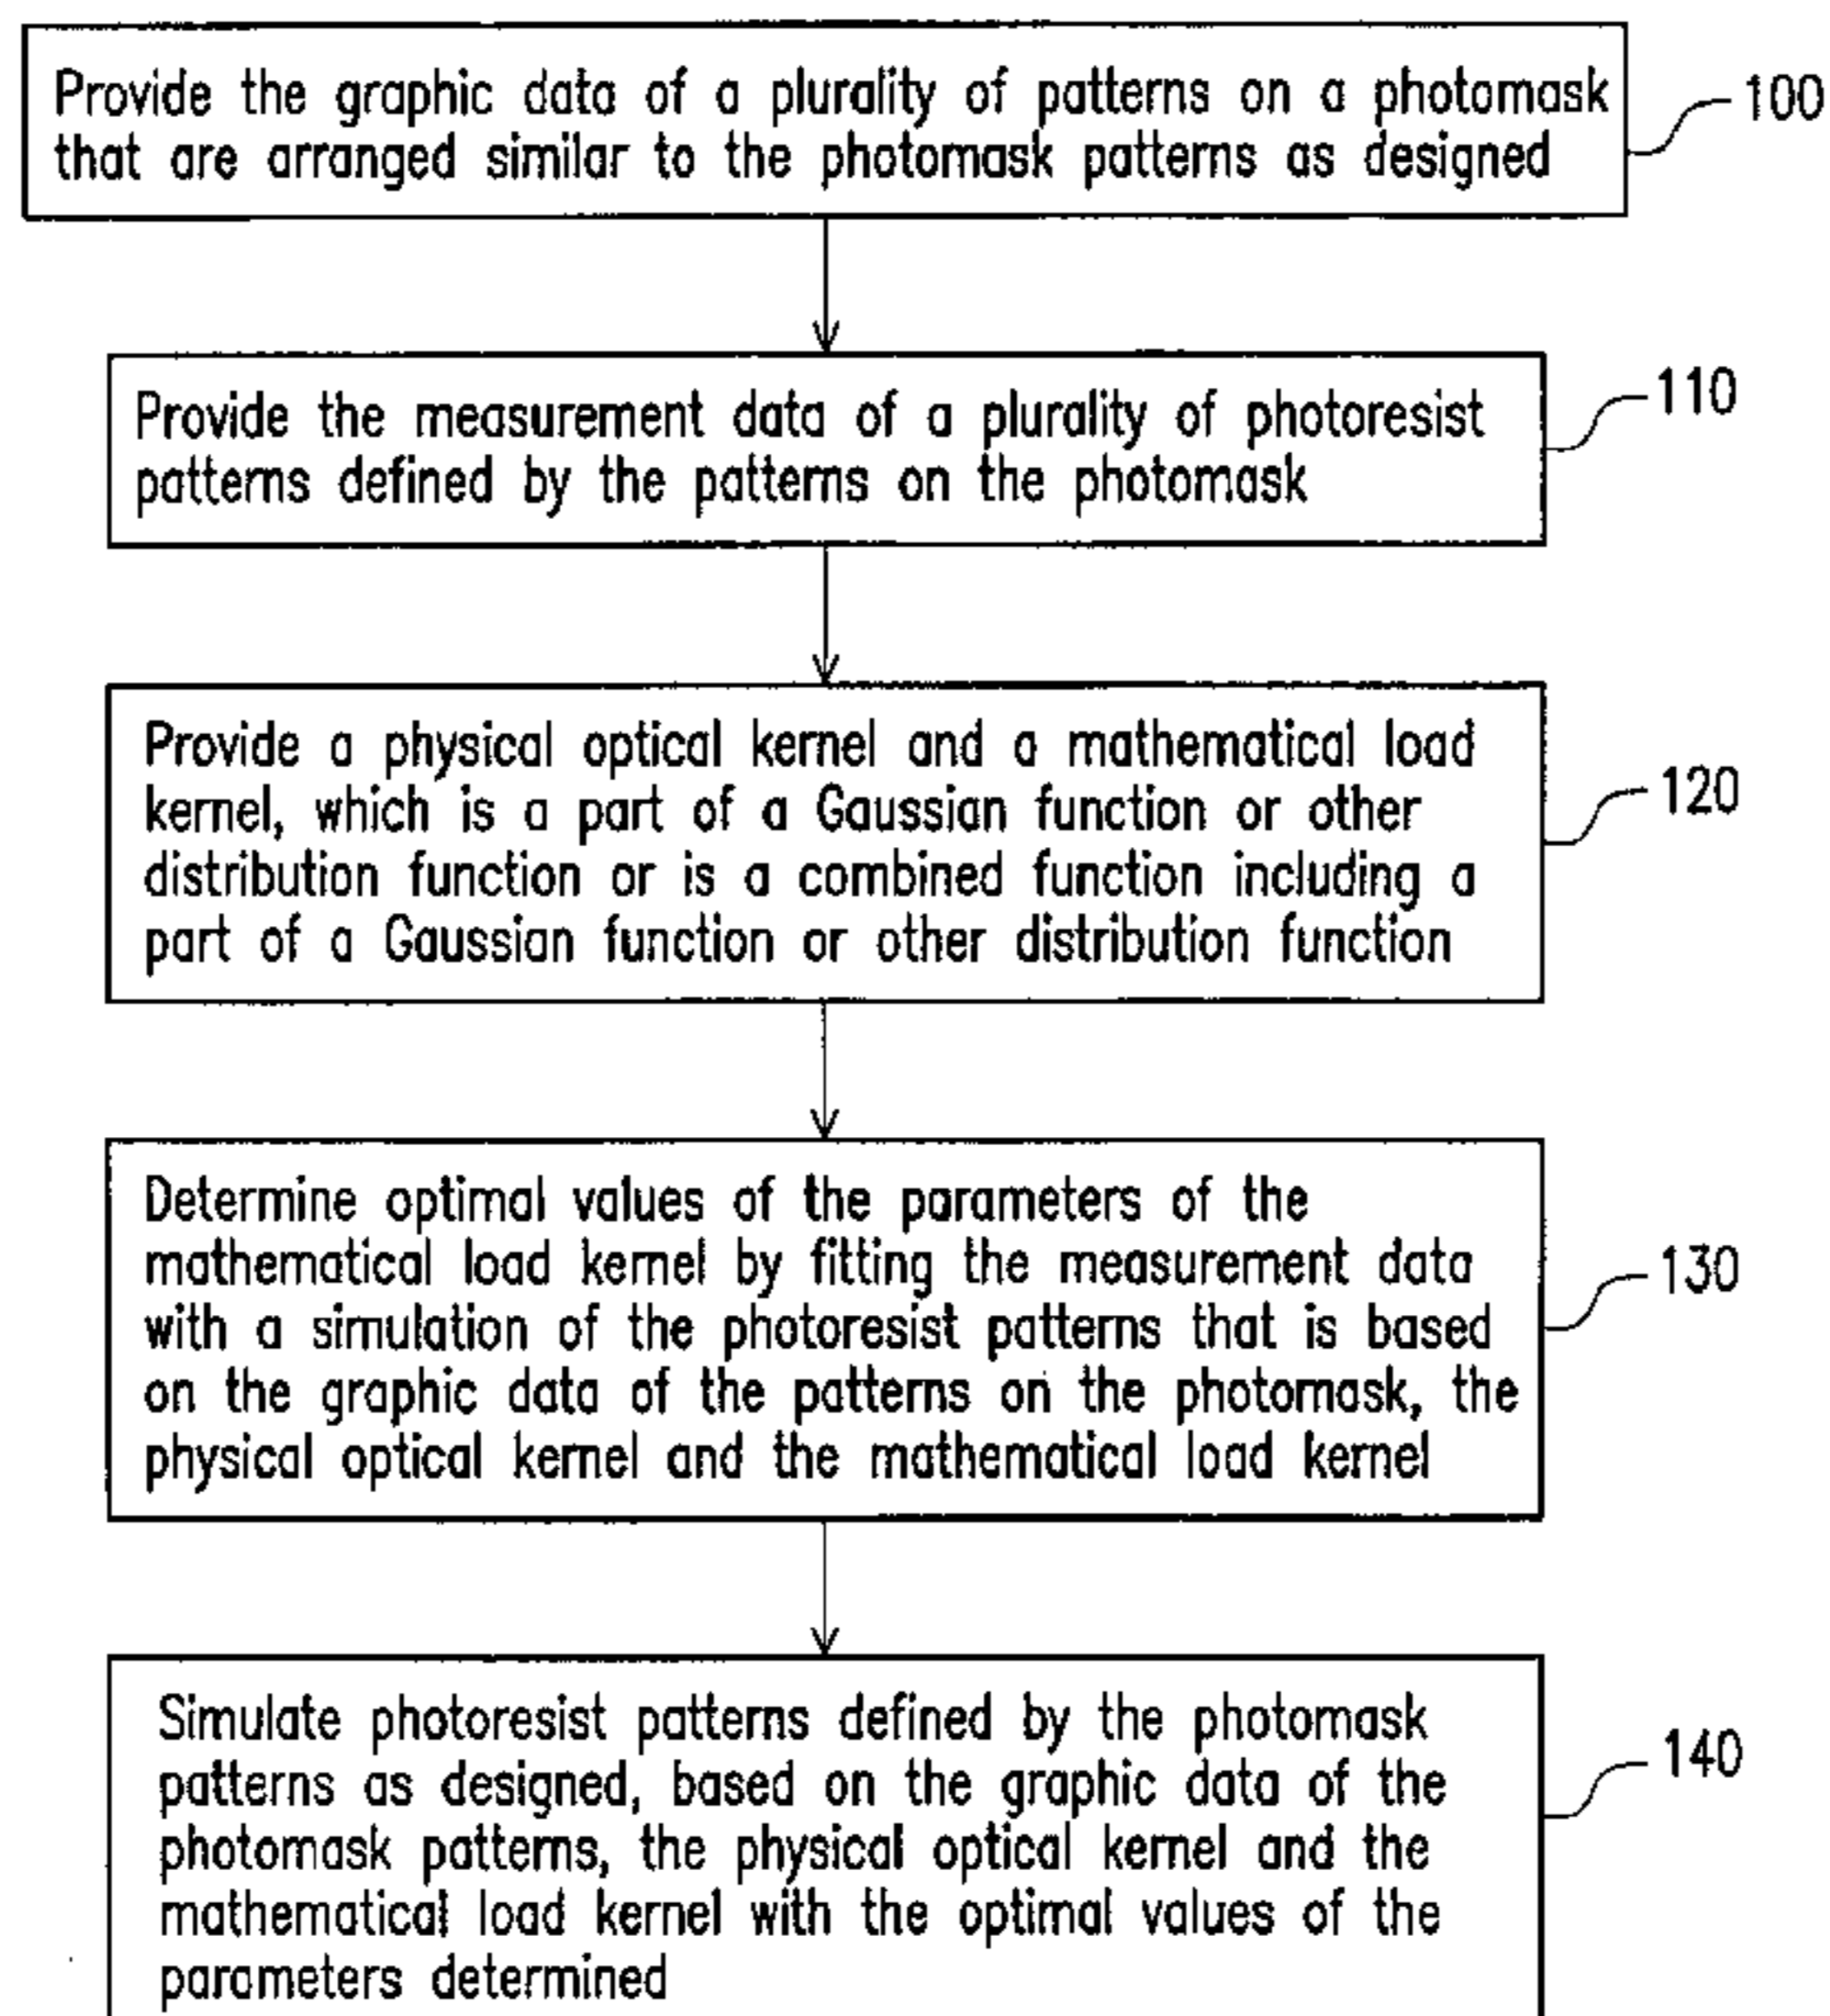 Provide the graphic data of a plurality of patterns on a photomask
that are arranged similar to the photomask patterns as designed
100
Provide the measurement data of a plurality of photoresist
patterns defined by the patterns on the photomask
110
Provide a physical optical kernel and a mathematical load
kernel, which is a part of a Gaussian function or other
distribution function or is a combined function including a
part of a Gaussian function or other distribution function
120
Determine optimal values of the parameters of the
mathematical load kernel by fitting the measurement data
with a simulation of the photoresist patterns that is based
on the graphic data of the patterns on the photomask, the
physical optical kernel and the mathematical load kernel
130
Simulate photoresist patterns defined by the photomask
patterns as designed, based on the graphic data of the
photomask patterns, the physical optical kernel and the
mathematical load kernel with the optimal values of the
parameters determined
140